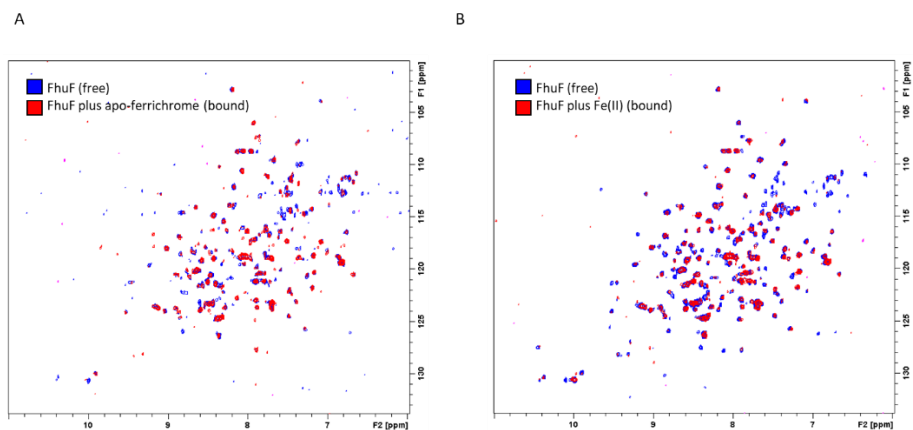 A
B
FhuF (free)
FhuF plus apo-ferrichrome (bound)
FhuF (free)
FhuF plus Fe(II) (bound)
F1 [ppm]
105
110
115
120
125
130
10
9
8
7
F2 [ppm]
F1 [ppm]
105
110
115
120
125
130
10
9
8
7
F2 [ppm]